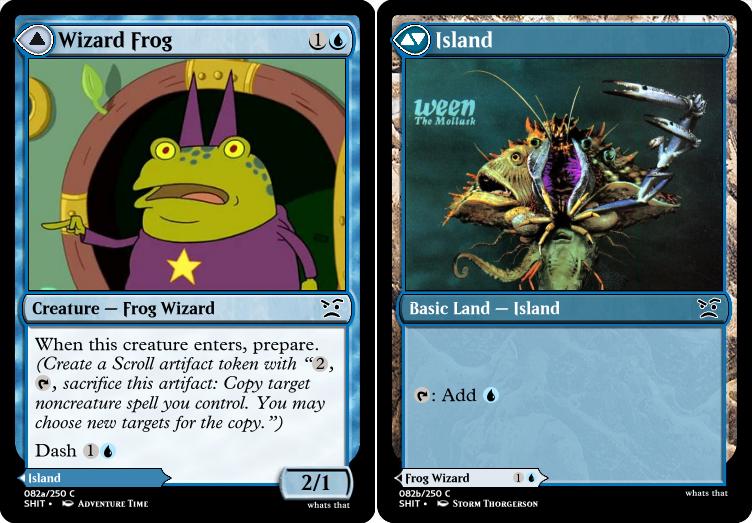 Wizard Frog 1
Creature — Frog Wizard
When this creature enters, prepare.
(Create a Scroll artifact token with “2,
, sacrifice this artifact: Copy target
noncreature spell you control. You may
choose new targets for the copy.”)
Dash 1
Island
2/1
082a/250 C
SHIT • Adventure Time
whats that
Island
ween
The Mollusk
Basic Land — Island
: Add
Frog Wizard 1
082b/250 C
SHIT • Storm Thorgerson
whats that